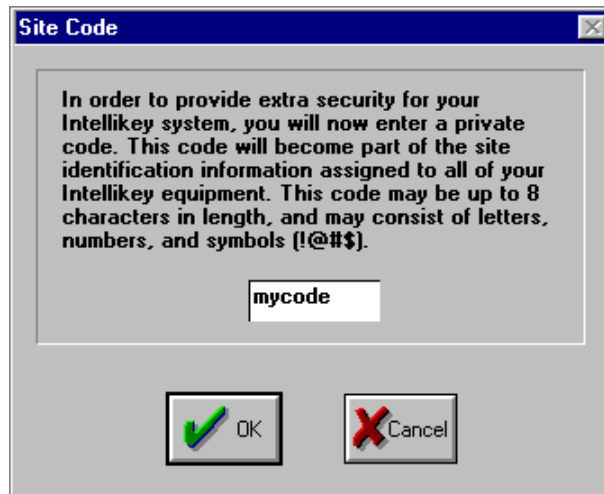 Site Code
In order to provide extra security for your
Intellikey system, you will now enter a private
code. This code will become part of the site
identification information assigned to all of your
Intellikey equipment. This code may be up to 8
characters in length, and may consist of letters,
numbers, and symbols (!@#$).
mycode
OK
Cancel